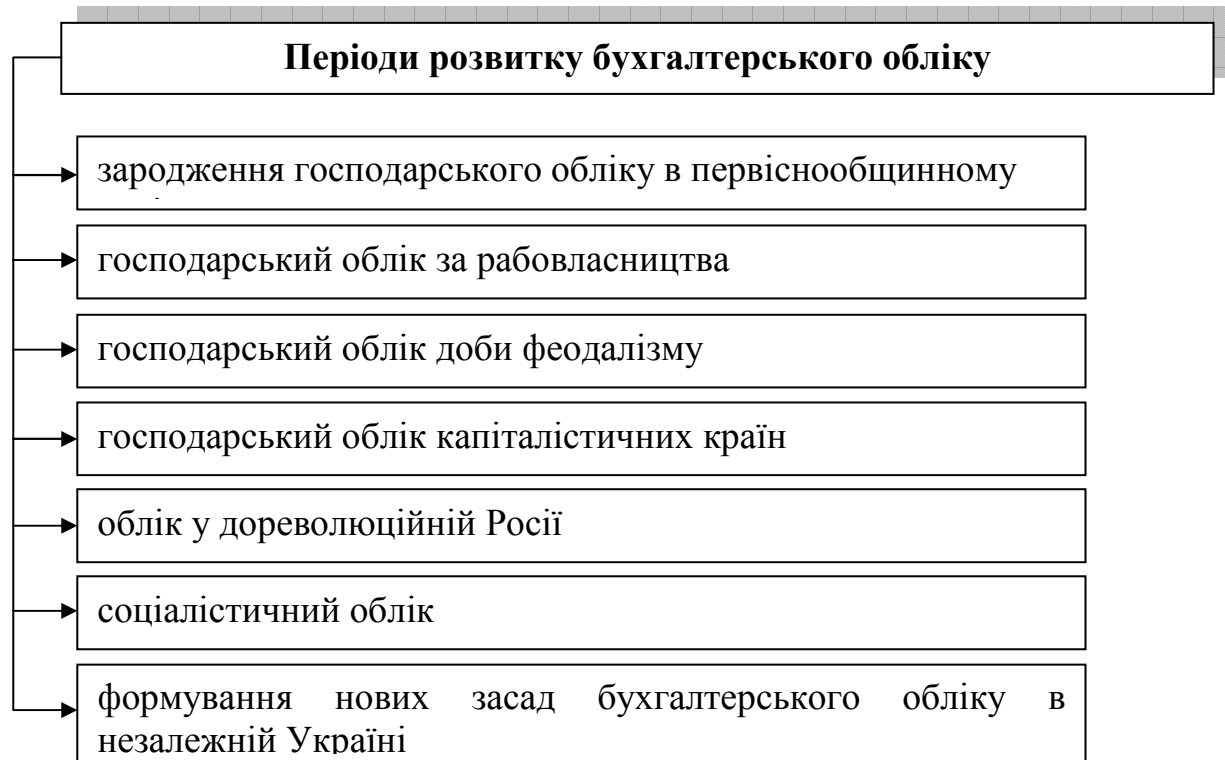 Періоди розвитку бухгалтерського обліку
зародження господарського обліку в первіснообщинному
господарський облік за рабовласництва
господарський облік доби феодалізму
господарський облік капіталістичних країн
облік у дореволюційній Росії
соціалістичний облік
формування нових засад бухгалтерського обліку в
незалежній Україні